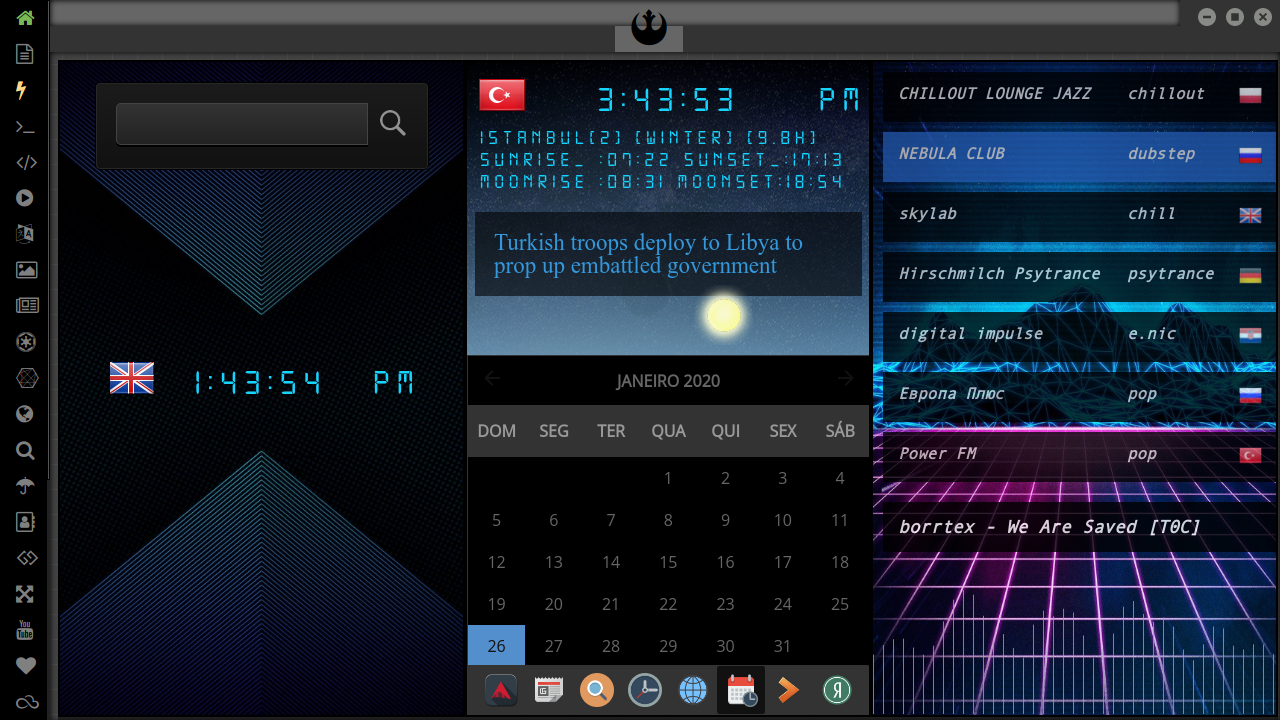 1:43:54 PM
3:43:53 PM
ISTANBUL[2] [WINTER] [9.8H]
SUNRISE_ :07:22 SUNSET_:17:13
MOONRISE :08:31 MOONSET:18:54
Turkish troops deploy to Libya to
prop up embattled government
JANEIRO 2020
DOM SEG TER QUA QUI SEX SÁB
1 2 3 4
5 6 7 8 9 10 11
12 13 14 15 16 17 18
19 20 21 22 23 24 25
26 27 28 29 30 31
CHILLOUT LOUNGE JAZZ chillout
NEBULA CLUB dubstep
skylab chill
Hirschmilch Psytrance psytrance
digital impulse e.nic
Европа Плюс pop
Power FM pop
borrtex - We Are Saved [T0C]
You
Tube
Я